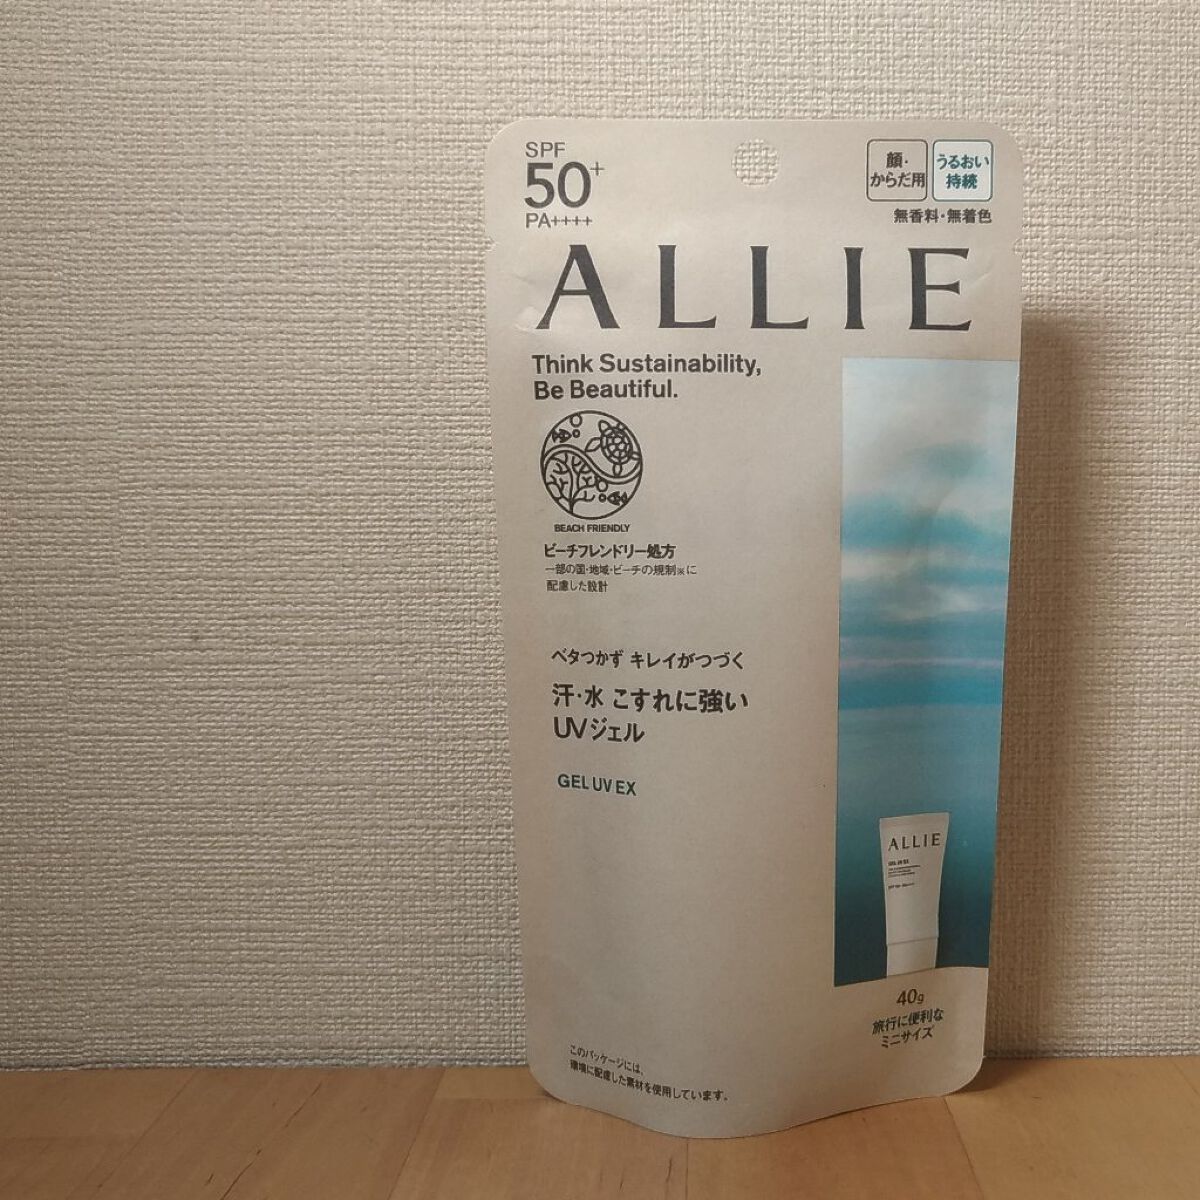 SPF
50+
PA++++
顔・
からだ用
うるおい
持続
無香料・無着色
ALLIE
Think Sustainability,
Be Beautiful.
BEACH FRIENDLY
ビーチフレンドリー処方
一部の国・地域・ビーチの規制※に
配慮した設計
ベタつかず キレイがつづく
汗・水 こすれに強い
UVジェル
GEL UV EX
ALLIE
GEL UV EX
40g
旅行に便利な
ミニサイズ
このパッケージには、
環境に配慮した素材を使用しています。